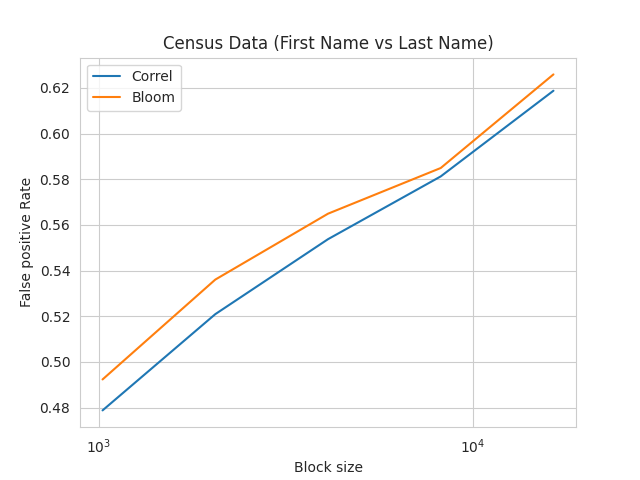 Census Data (First Name vs Last Name)
Correl
Bloom
False positive Rate
0.62
0.60
0.58
0.56
0.54
0.52
0.50
0.48
10³
10⁴
Block size